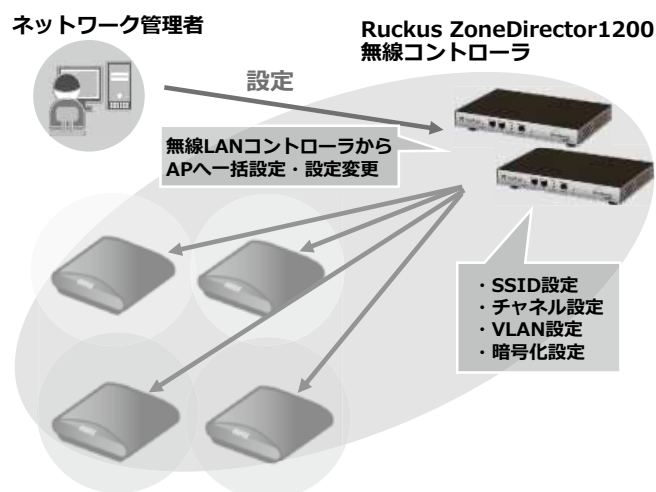 ネットワーク管理者
Ruckus ZoneDirector1200
無線コントローラ
設定
無線LANコントローラから
APへ一括設定・設定変更
・SSID設定
・チャネル設定
・VLAN設定
・暗号化設定